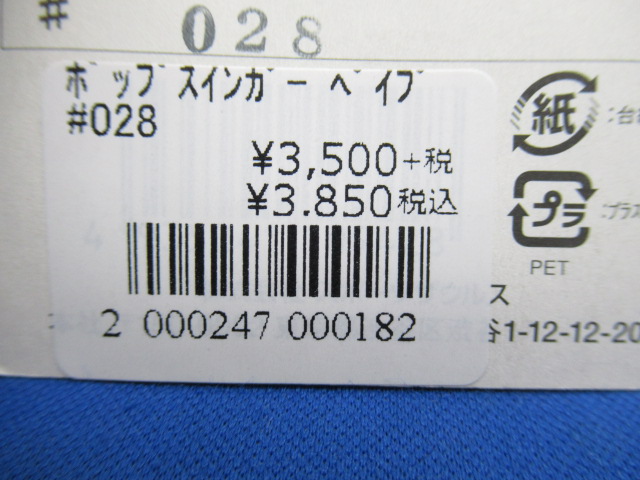 # 028
ポップスインガー ベイブ
#028
¥3,500+税
¥3.850税込
2 000247 000182
紙
プラ
PET
ス
谷1-12-12-20